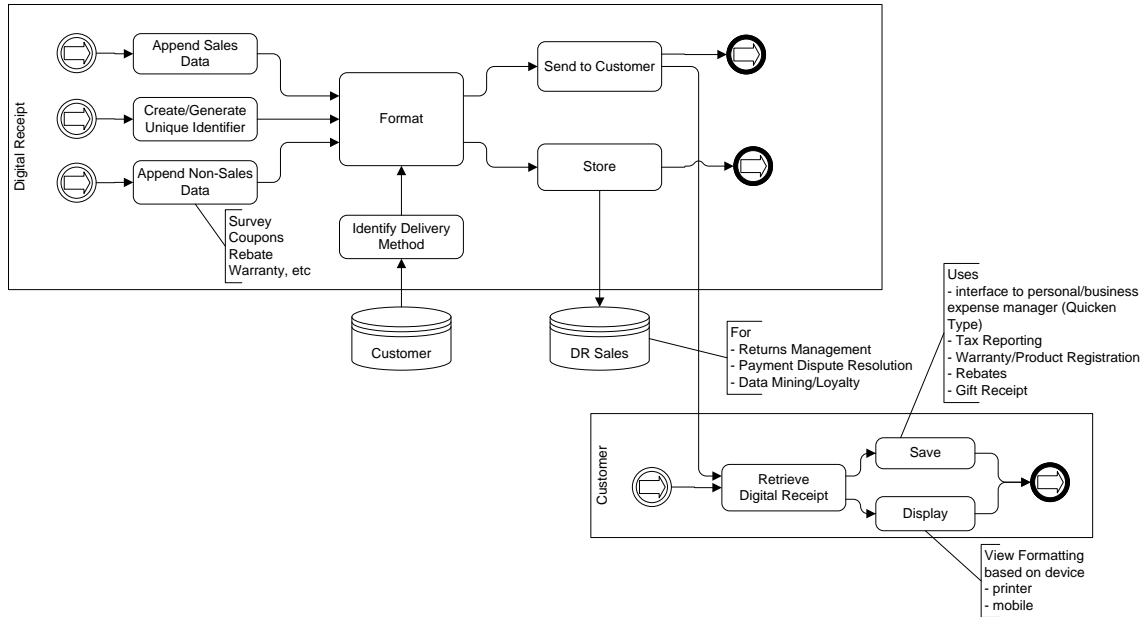 Digital Receipt
Append Sales
Data
Create/Generate
Unique Identifier
Append Non-Sales
Data
Survey
Coupons
Rebate
Warranty, etc
Format
Identify Delivery
Method
Customer
Send to Customer
Store
DR Sales
For
- Returns Management
- Payment Dispute Resolution
- Data Mining/Loyalty
Uses
- interface to personal/business
expense manager (Quicken
Type)
- Tax Reporting
- Warranty/Product Registration
- Rebates
- Gift Receipt
Customer
Retrieve
Digital Receipt
Save
Display
View Formatting
based on device
- printer
- mobile